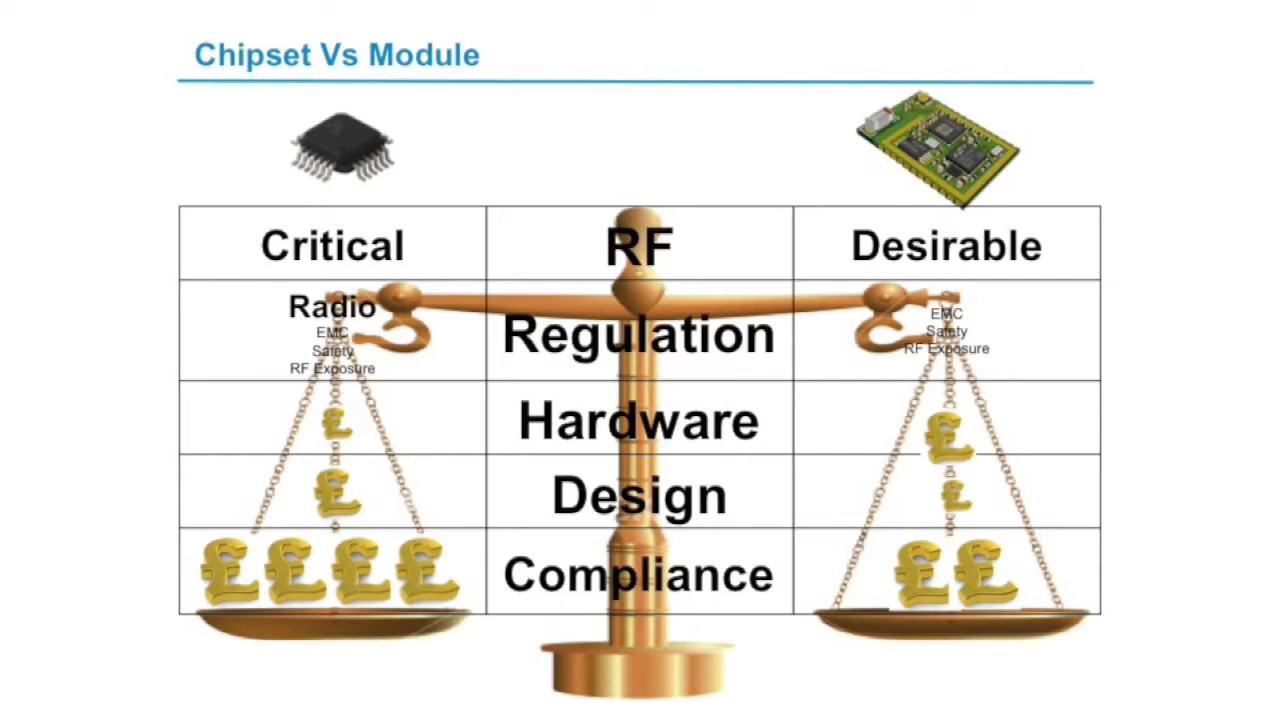 Chipset Vs Module
Critical RF Desirable
Radio
EMC
Safety
RF Exposure
Regulation
EMC
Safety
RF Exposure
£ Hardware £
£ Design £
££££ Compliance ££